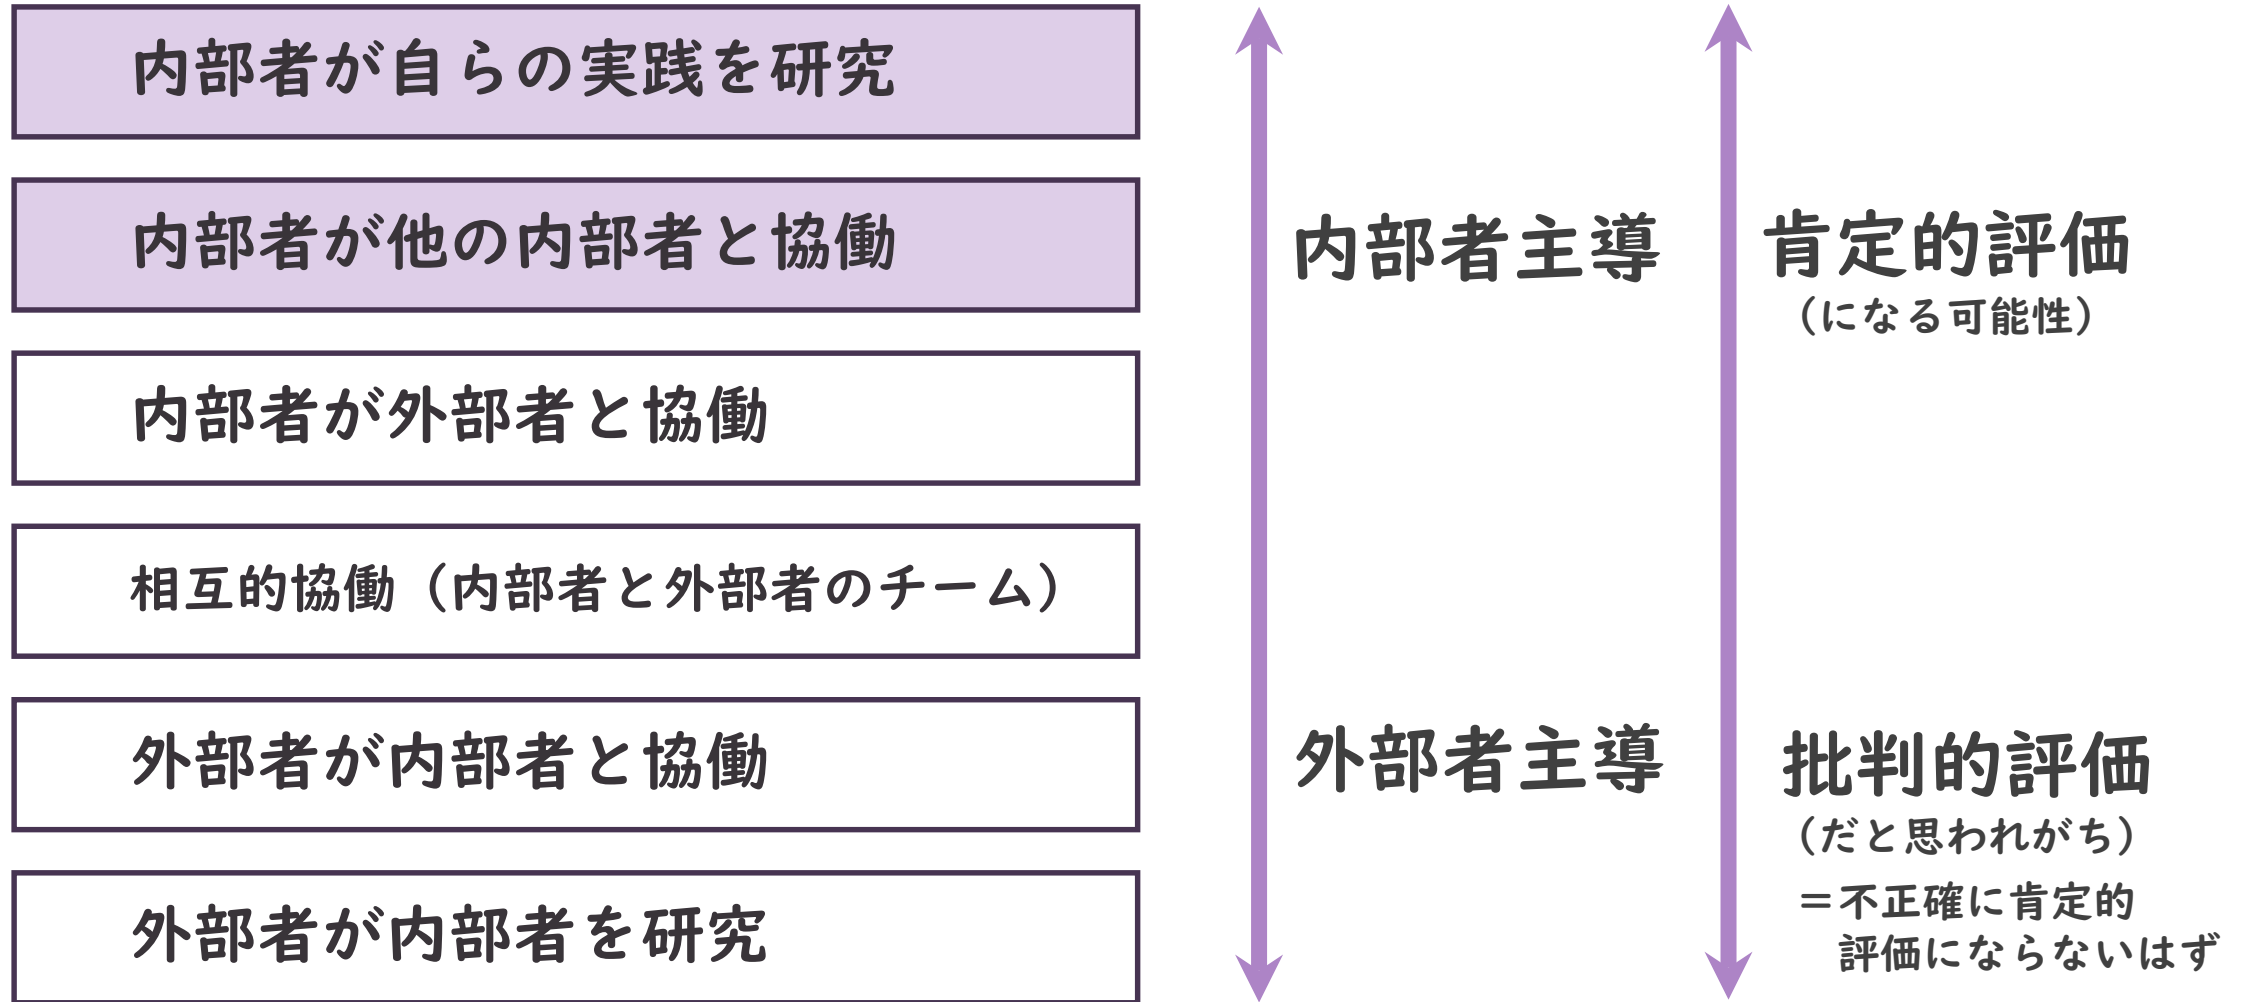 内部者が自らの実践を研究
内部者が他の内部者と協働
内部者が外部者と協働
相互的協働（内部者と外部者のチーム）
外部者が内部者と協働
外部者が内部者を研究
内部者主導
外部者主導
肯定的評価
（になる可能性）
批判的評価
（だと思われがち）
＝不正確に肯定的
評価にならないはず